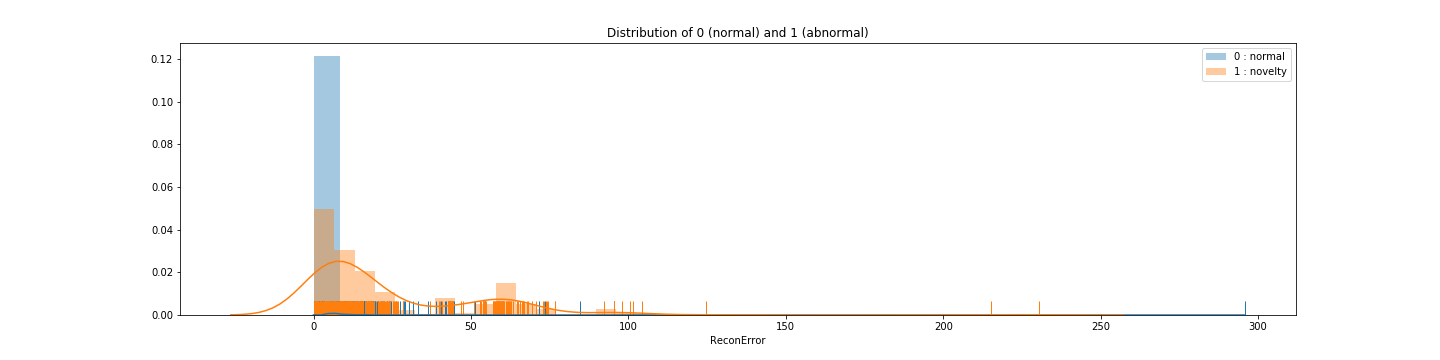 Distribution of 0 (normal) and 1 (abnormal)
0 : normal
1 : novelty
0.12
0.10
0.08
0.06
0.04
0.02
0.00
0 50 100 150 200 250 300
ReconError